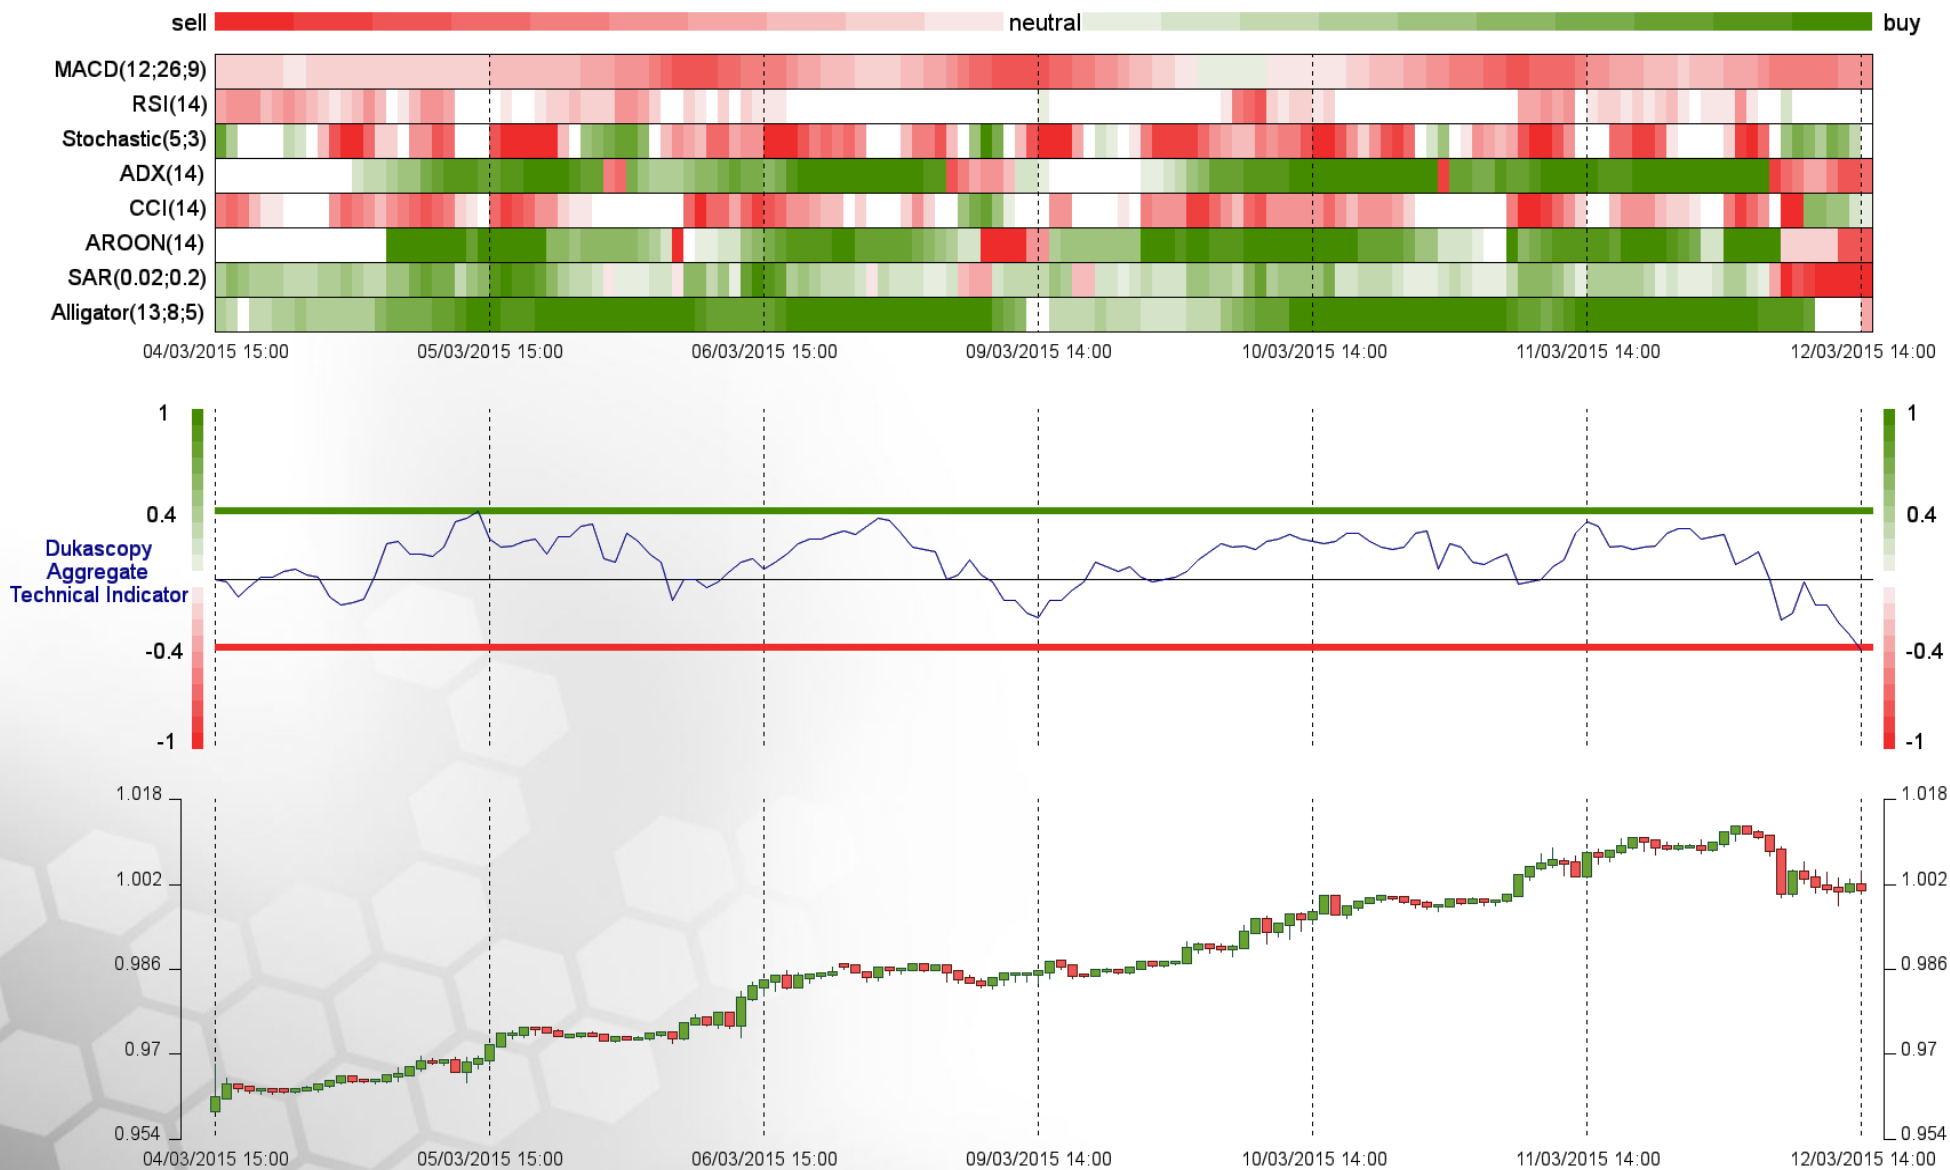 sell neutral buy
MACD(12;26;9)
RSI(14)
Stochastic(5;3)
ADX(14)
CCI(14)
AROON(14)
SAR(0.02;0.2)
Alligator(13;8;5)
04/03/2015 15:00 05/03/2015 15:00 06/03/2015 15:00 09/03/2015 14:00 10/03/2015 14:00 11/03/2015 14:00 12/03/2015 14:00
1 1
0.4 0.4
Dukascopy
Aggregate
Technical Indicator
-0.4 -0.4
-1 -1
1.018 1.018
1.002 1.002
0.986 0.986
0.97 0.97
0.954 0.954
04/03/2015 15:00 05/03/2015 15:00 06/03/2015 15:00 09/03/2015 14:00 10/03/2015 14:00 11/03/2015 14:00 12/03/2015 14:00